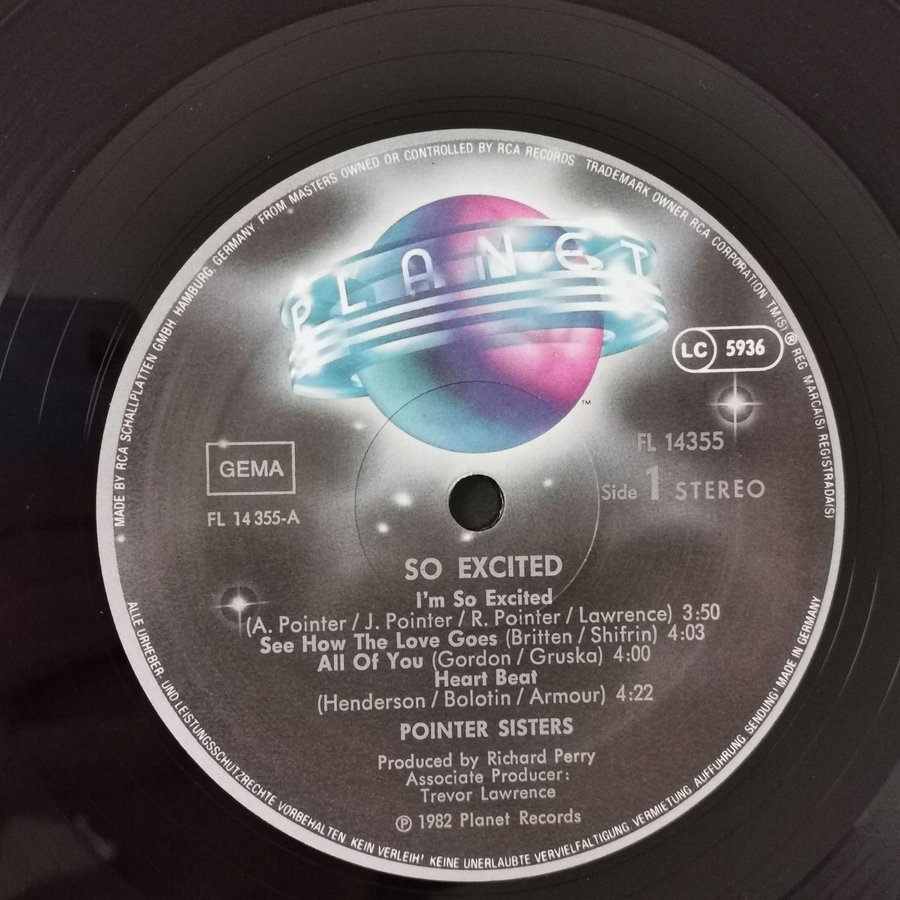 MADE BY RCA SCHALLPLATTEN GMBH. HAMBURG. GERMANY FROM MASTERS OWNED OR CONTROLLED BY RCA RECORDS TRADEMARK OWNER RCA CORPORATION TM(S) ® REG MARCA(S) REGISTRADA(S)
PLANET
™
LC 5936
GEMA
FL 14355
FL 14355-A
Side 1 STEREO
SO EXCITED
I'm So Excited
(A. Pointer / J. Pointer / R. Pointer / Lawrence) 3:50
See How The Love Goes (Britten / Shifrin) 4:03
All Of You (Gordon / Gruska) 4:00
Heart Beat
(Henderson / Bolotin / Armour) 4:22
POINTER SISTERS
Produced by Richard Perry
Associate Producer:
Trevor Lawrence
℗ 1982 Planet Records
ALLE URHEBER- UND LEISTUNGSSCHUTZRECHTE VORBEHALTEN KEIN VERLEIH! KEINE UNERLAUBTE VERVIELFALTIGUNG VERMIETUNG AUFFUHRUNG SENDUNG! MADE IN GERMANY